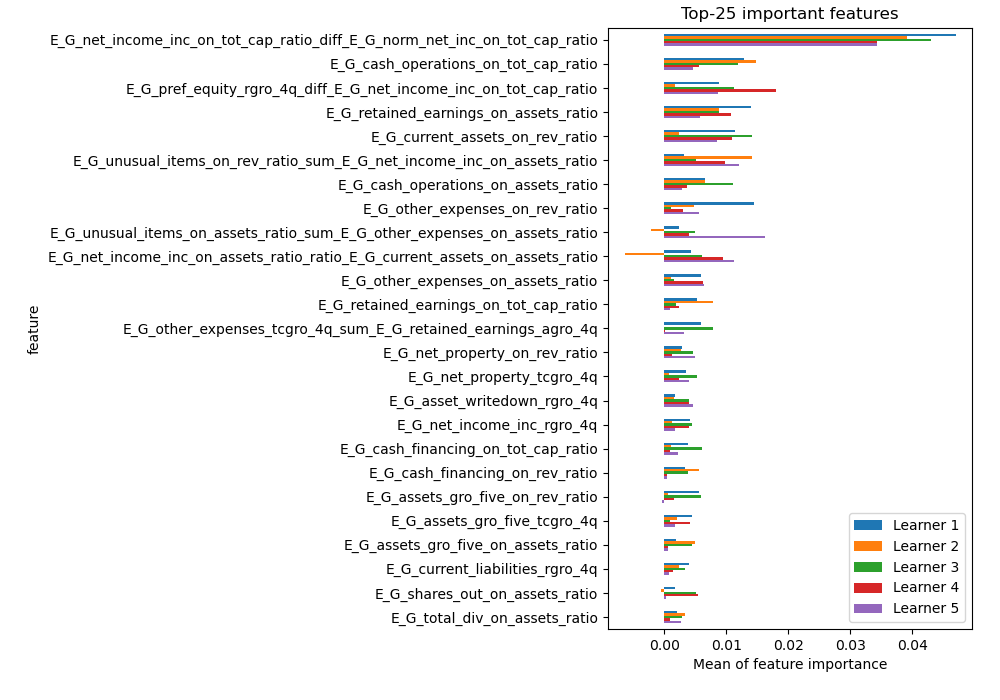 Top-25 important features
E_G_net_income_inc_on_tot_cap_ratio_diff_E_G_norm_net_inc_on_tot_cap_ratio
E_G_cash_operations_on_tot_cap_ratio
E_G_pref_equity_rgro_4q_diff_E_G_net_income_inc_on_tot_cap_ratio
E_G_retained_earnings_on_assets_ratio
E_G_current_assets_on_rev_ratio
E_G_unusual_items_on_rev_ratio_sum_E_G_net_income_inc_on_assets_ratio
E_G_cash_operations_on_assets_ratio
E_G_other_expenses_on_rev_ratio
E_G_unusual_items_on_assets_ratio_sum_E_G_other_expenses_on_assets_ratio
E_G_net_income_inc_on_assets_ratio_ratio_E_G_current_assets_on_assets_ratio
E_G_other_expenses_on_assets_ratio
E_G_retained_earnings_on_tot_cap_ratio
E_G_other_expenses_tcgro_4q_sum_E_G_retained_earnings_agro_4q
E_G_net_property_on_rev_ratio
E_G_net_property_tcgro_4q
E_G_asset_writedown_rgro_4q
E_G_net_income_inc_rgro_4q
E_G_cash_financing_on_tot_cap_ratio
E_G_cash_financing_on_rev_ratio
E_G_assets_gro_five_on_rev_ratio
E_G_assets_gro_five_tcgro_4q
E_G_assets_gro_five_on_assets_ratio
E_G_current_liabilities_rgro_4q
E_G_shares_out_on_assets_ratio
E_G_total_div_on_assets_ratio
feature
Learner 1
Learner 2
Learner 3
Learner 4
Learner 5
0.00 0.01 0.02 0.03 0.04
Mean of feature importance